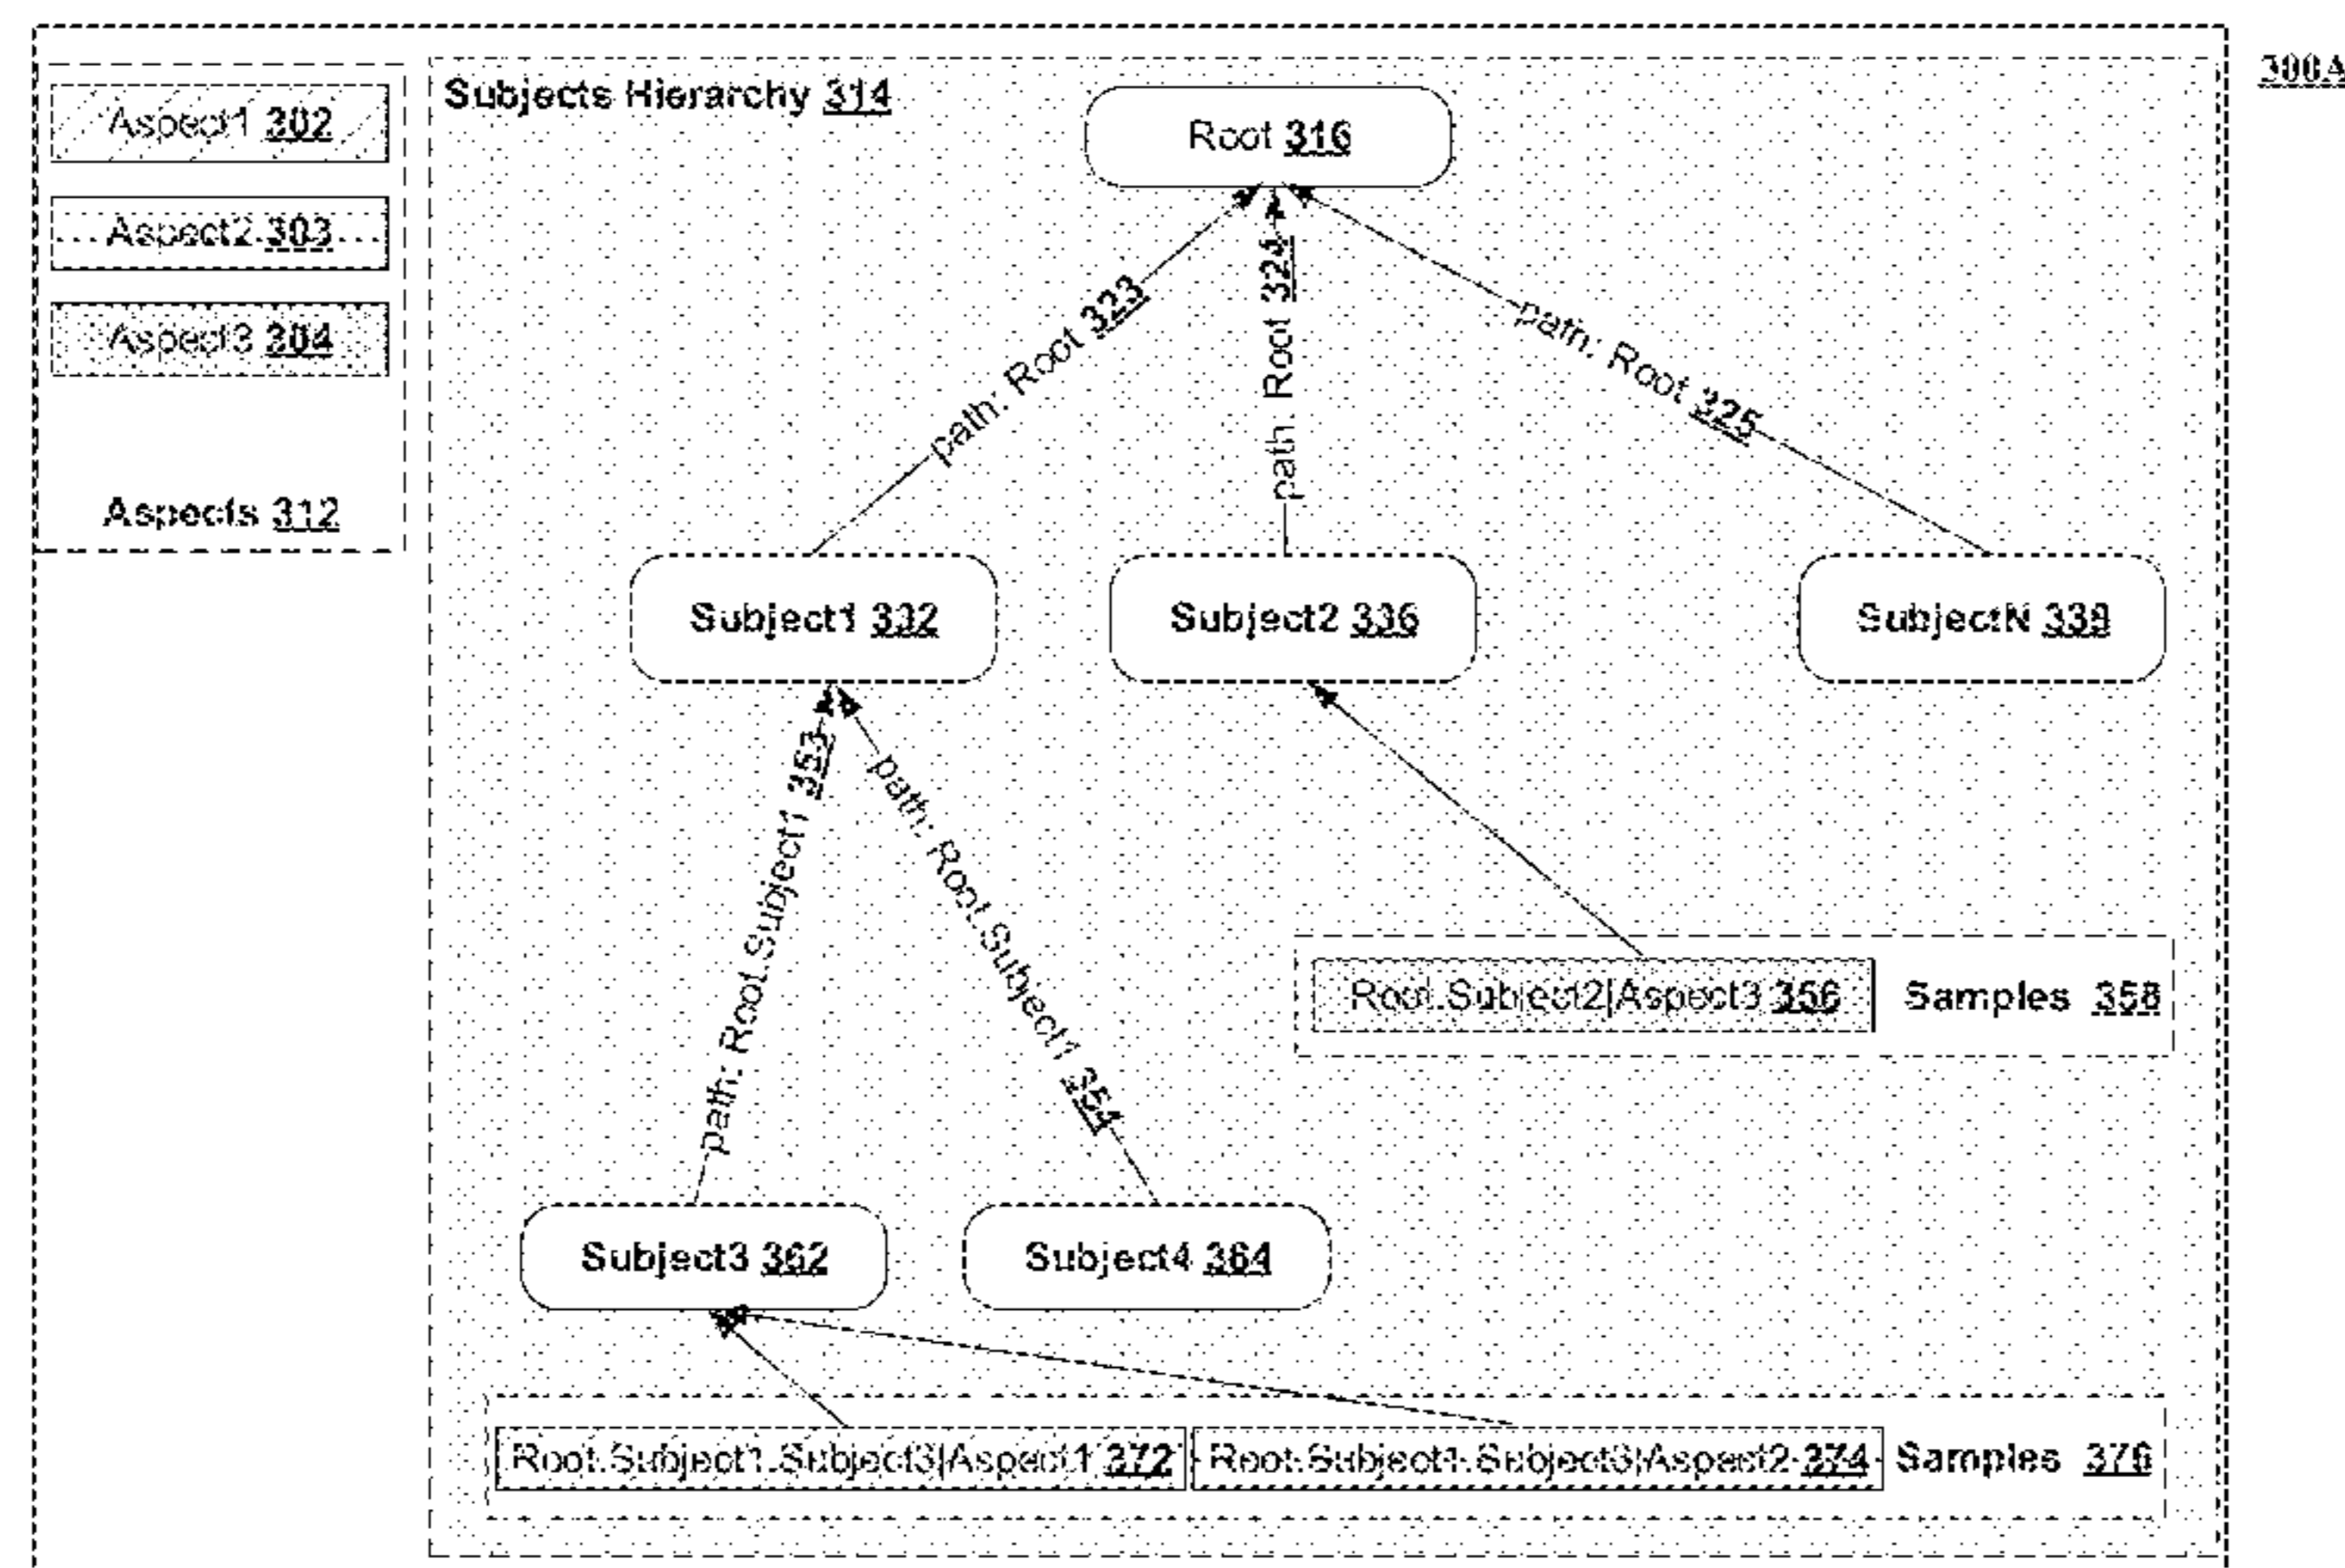 300A
Aspect1 302
Aspect2 303
Aspect3 304
Aspects 312
Subjects Hierarchy 314
Root 316
path: Root 323
path: Root 324
path: Root 325
Subject1 332
Subject2 336
SubjectN 339
path: Root.Subject1 353
path: Root.Subject1 354
Root.Subject2|Aspect3 356
Samples 358
Subject3 362
Subject4 364
Root.Subject1.Subject3|Aspect1 372
Root.Subject1.Subject3|Aspect2 374
Samples 376